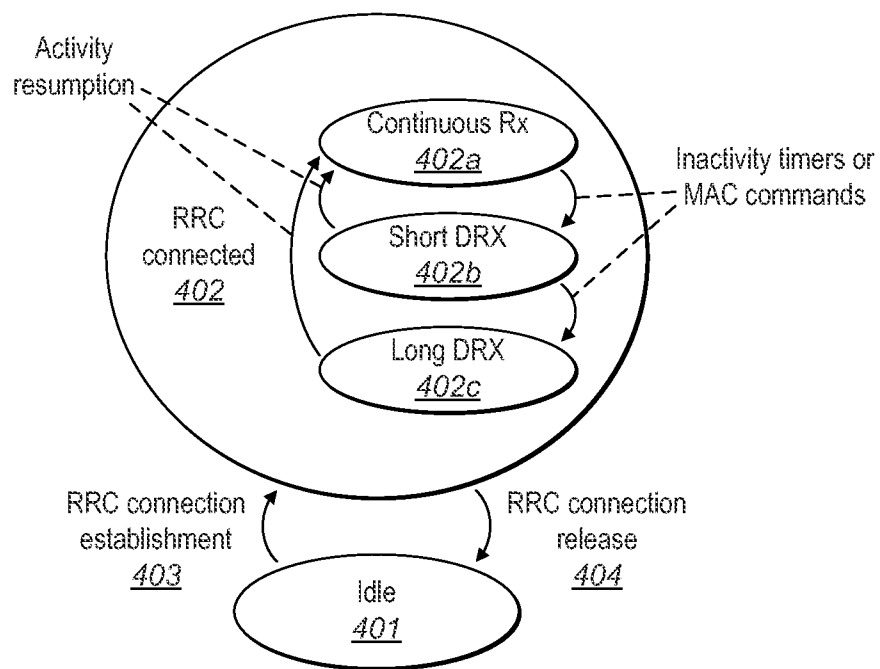 Activity
resumption
Continuous Rx
402a
Inactivity timers or
MAC commands
RRC
connected
402
Short DRX
402b
Long DRX
402c
RRC connection
establishment
403
RRC connection
release
404
Idle
401